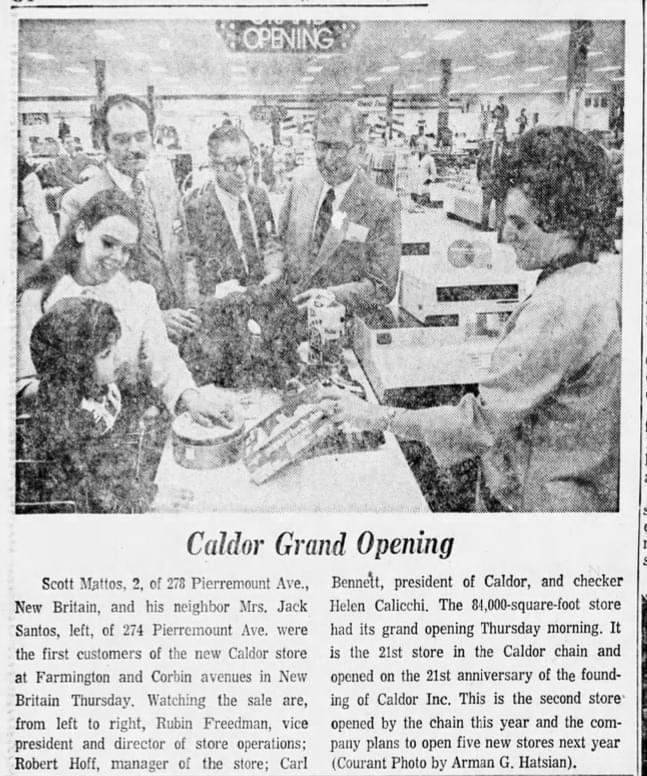 GRAND
OPENING
Caldor Grand Opening
Scott Mattos, 2, of 278 Pierremount Ave.,
New Britain, and his neighbor Mrs. Jack
Santos, left, of 274 Pierremount Ave. were
the first customers of the new Caldor store
at Farmington and Corbin avenues in New
Britain Thursday. Watching the sale are,
from left to right, Rubin Freedman, vice
president and director of store operations;
Robert Hoff, manager of the store; Carl
Bennett, president of Caldor, and checker
Helen Calicchi. The 84,000-square-foot store
had its grand opening Thursday morning. It
is the 21st store in the Caldor chain and
opened on the 21st anniversary of the found-
ing of Caldor Inc. This is the second store
opened by the chain this year and the com-
pany plans to open five new stores next year
(Courant Photo by Arman G. Hatsian).